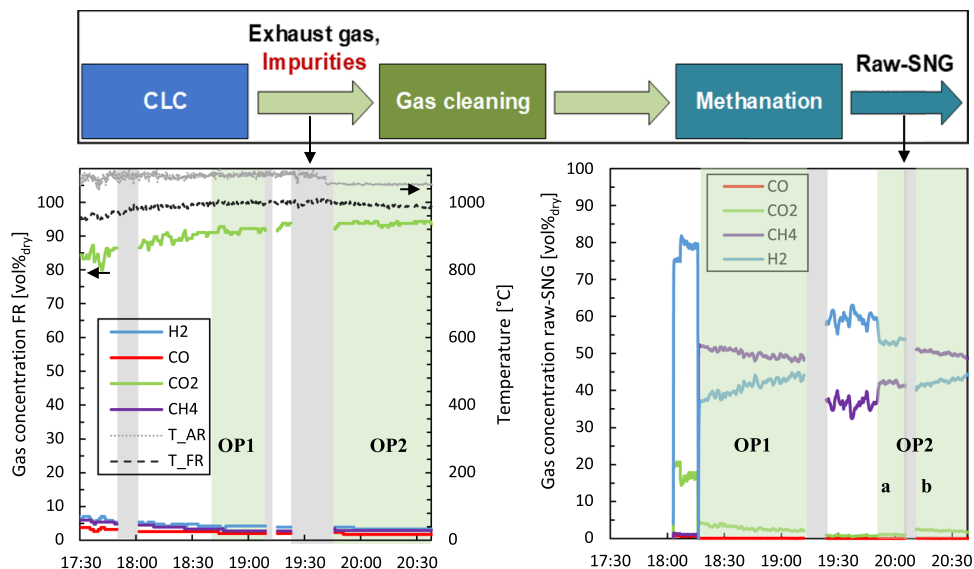 Exhaust gas,
Impurities
Raw-SNG
CLC
Gas cleaning
Methanation
Gas concentration FR [vol%dry]
100
90
80
70
60
50
40
30
20
10
0
H2
CO
CO2
CH4
T_AR
T_FR
OP1
OP2
1000
800
600
400
200
0
Temperature [°C]
17:30
18:00
18:30
19:00
19:30
20:00
20:30
Gas concentration raw-SNG [vol%dry]
100
90
80
70
60
50
40
30
20
10
0
CO
CO2
CH4
H2
OP1
OP2
a
b
17:30
18:00
18:30
19:00
19:30
20:00
20:30